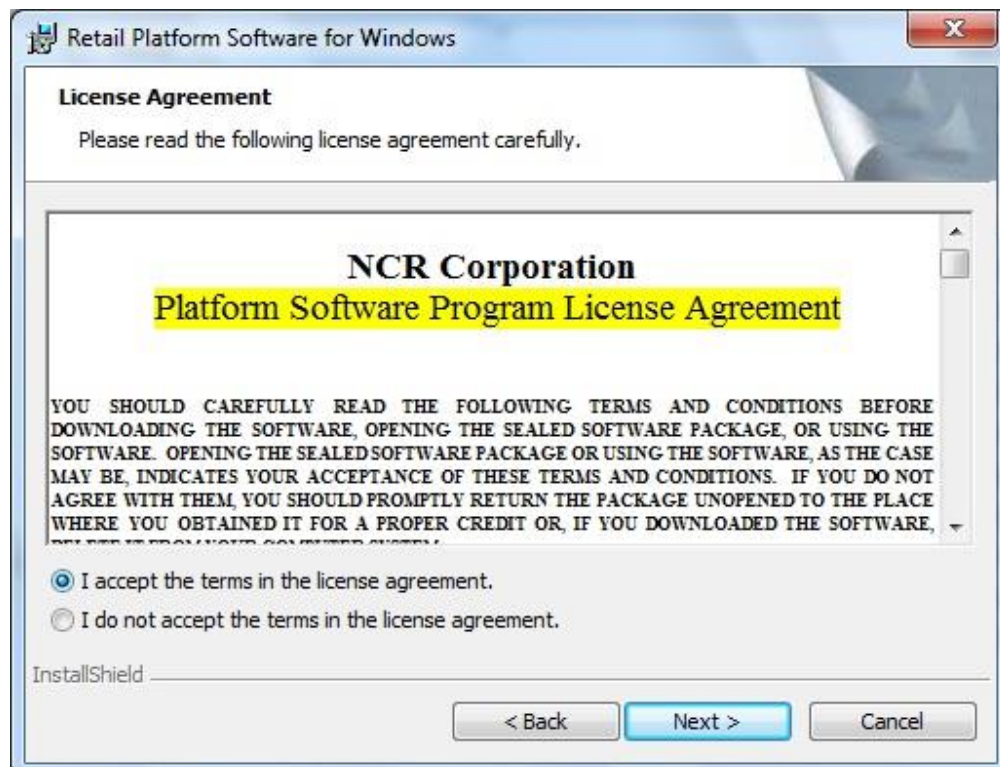 Retail Platform Software for Windows
License Agreement
Please read the following license agreement carefully.
NCR Corporation
Platform Software Program License Agreement
YOU SHOULD CAREFULLY READ THE FOLLOWING TERMS AND CONDITIONS BEFORE
DOWNLOADING THE SOFTWARE, OPENING THE SEALED SOFTWARE PACKAGE, OR USING THE
SOFTWARE. OPENING THE SEALED SOFTWARE PACKAGE OR USING THE SOFTWARE, AS THE CASE
MAY BE, INDICATES YOUR ACCEPTANCE OF THESE TERMS AND CONDITIONS. IF YOU DO NOT
AGREE WITH THEM, YOU SHOULD PROMPTLY RETURN THE PACKAGE UNOPENED TO THE PLACE
WHERE YOU OBTAINED IT FOR A PROPER CREDIT OR, IF YOU DOWNLOADED THE SOFTWARE,
DELETE IT FROM YOUR COMPUTER SYSTEM
I accept the terms in the license agreement.
I do not accept the terms in the license agreement.
InstallShield
< Back Next > Cancel